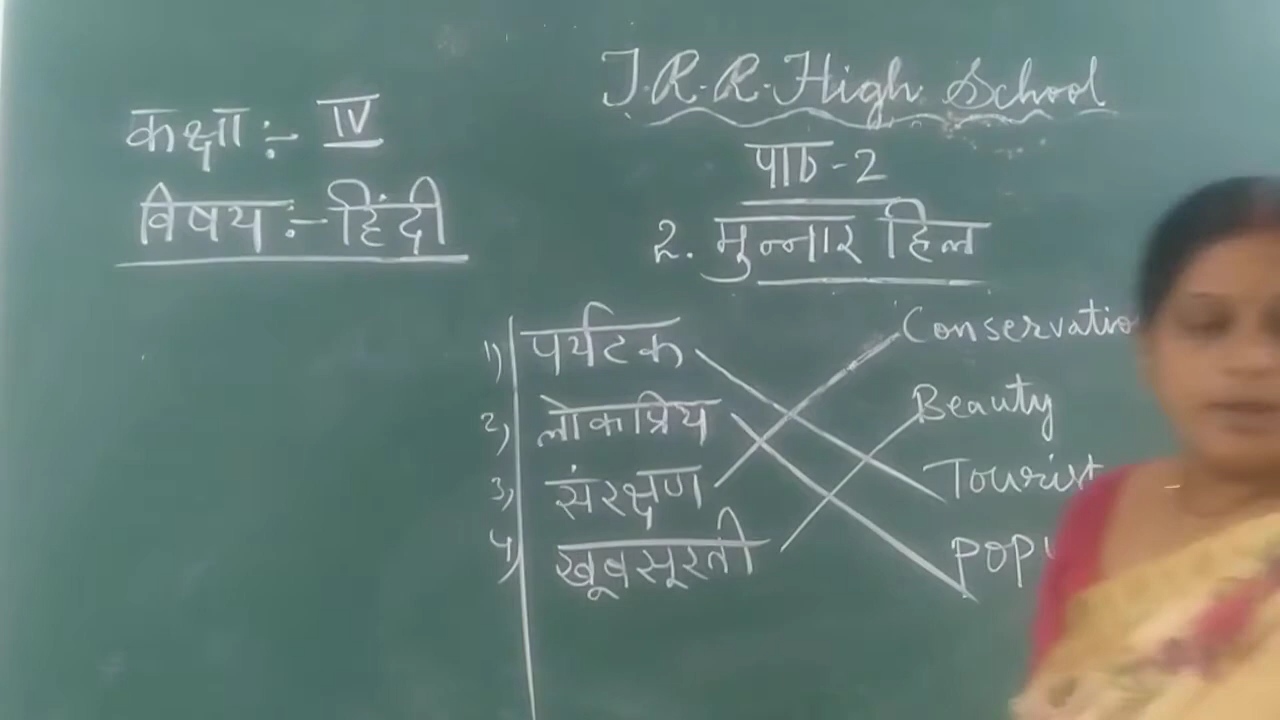 J.R.R. High School
कक्षा :- IV
विषय :- हिंदी
पाठ - 2
2. मुन्नार हिल
1) पर्यटक Conservatio
2) लोकप्रिय Beauty
3) संरक्षण Tourist
4) खूबसूरती